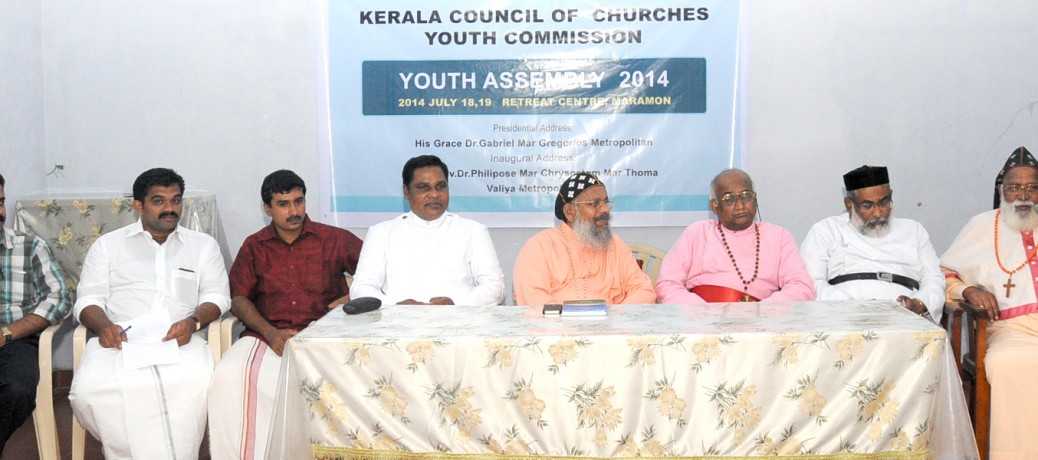 KERALA COUNCIL OF CHURCHES
YOUTH COMMISSION
YOUTH ASSEMBLY 2014
2014 JULY 18,19 RETREAT CENTRE, MARAMON
Presidential Address:
His Grace Dr.Gabriel Mar Gregorios Metropolitan
Inaugural Address:
Dr.Philipose Mar Chrysostam Mar Thoma
Valiya